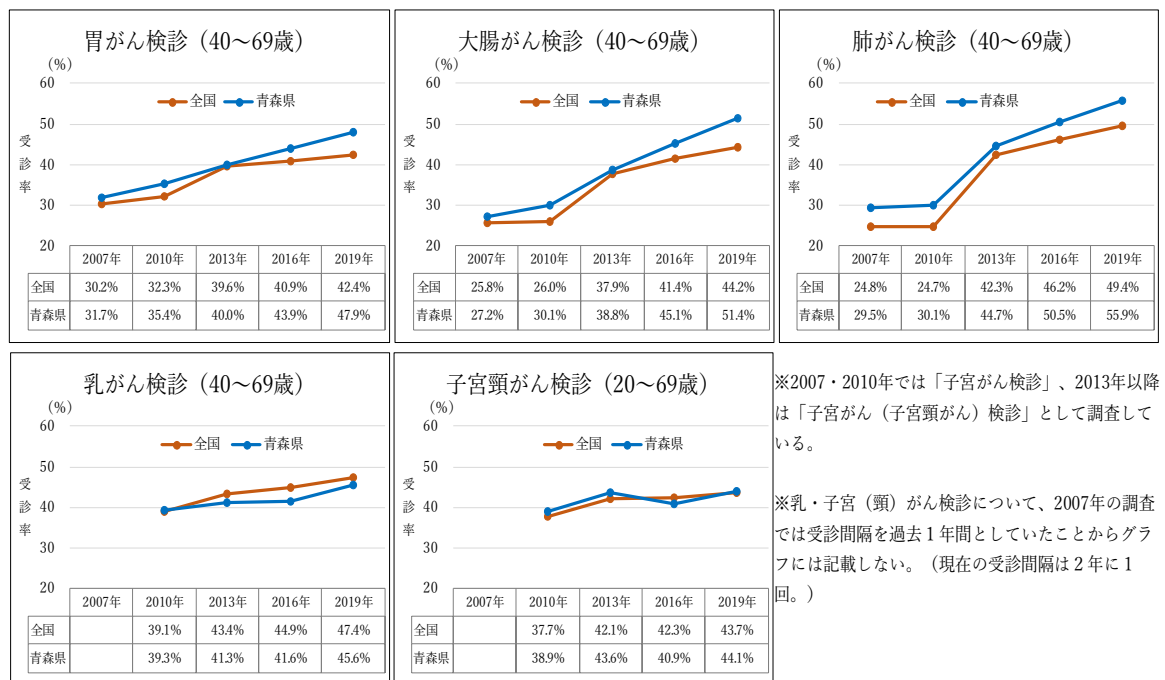 胃がん検診（40～69歳）
(%)
60
50
40
30
20
受診率
全国 青森県
2007年 2010年 2013年 2016年 2019年
全国 30.2% 32.3% 39.6% 40.9% 42.4%
青森県 31.7% 35.4% 40.0% 43.9% 47.9%
大腸がん検診（40～69歳）
(%)
60
50
40
30
20
受診率
全国 青森県
2007年 2010年 2013年 2016年 2019年
全国 25.8% 26.0% 37.9% 41.4% 44.2%
青森県 27.2% 30.1% 38.8% 45.1% 51.4%
肺がん検診（40～69歳）
(%)
60
50
40
30
20
受診率
全国 青森県
2007年 2010年 2013年 2016年 2019年
全国 24.8% 24.7% 42.3% 46.2% 49.4%
青森県 29.5% 30.1% 44.7% 50.5% 55.9%
乳がん検診（40～69歳）
(%)
60
50
40
30
20
受診率
全国 青森県
2007年 2010年 2013年 2016年 2019年
全国 39.1% 43.4% 44.9% 47.4%
青森県 39.3% 41.3% 41.6% 45.6%
子宮頸がん検診（20～69歳）
(%)
60
50
40
30
20
受診率
全国 青森県
2007年 2010年 2013年 2016年 2019年
全国 37.7% 42.1% 42.3% 43.7%
青森県 38.9% 43.6% 40.9% 44.1%
※2007・2010年では「子宮がん検診」、2013年以降
は「子宮がん（子宮頸がん）検診」として調査して
いる。
※乳・子宮（頸）がん検診について、2007年の調査
では受診間隔を過去１年間としていたことからグラ
フには記載しない。（現在の受診間隔は２年に１
回。）